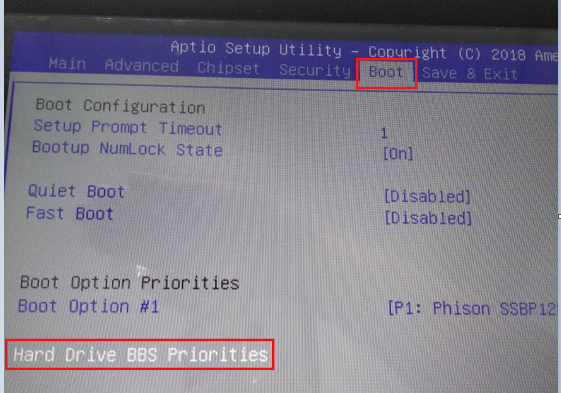 Aptio Setup Utility - Copyright (C) 2018 Ame
Main Advanced Chipset Security Boot Save & Exit
Boot Configuration
Setup Prompt Timeout 1
Bootup NumLock State [On]
Quiet Boot [Disabled]
Fast Boot [Disabled]
Boot Option Priorities
Boot Option #1 [P1: Phison SSBP12
Hard Drive BBS Priorities